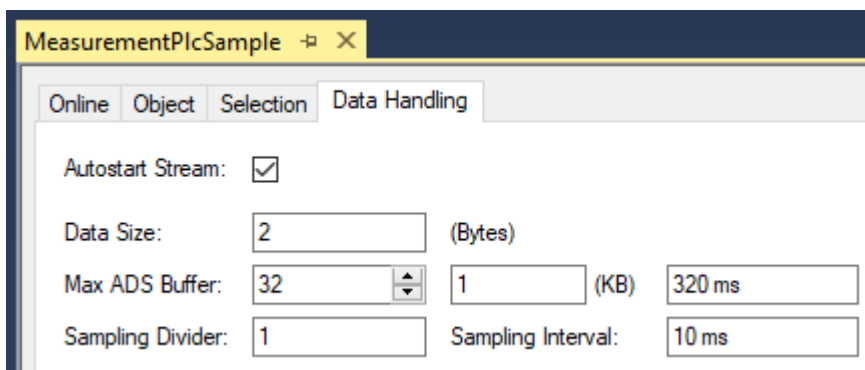 MeasurementPlcSample
Online Object Selection Data Handling
Autostart Stream:
Data Size: 2 (Bytes)
Max ADS Buffer: 32 1 (KB) 320 ms
Sampling Divider: 1 Sampling Interval: 10 ms